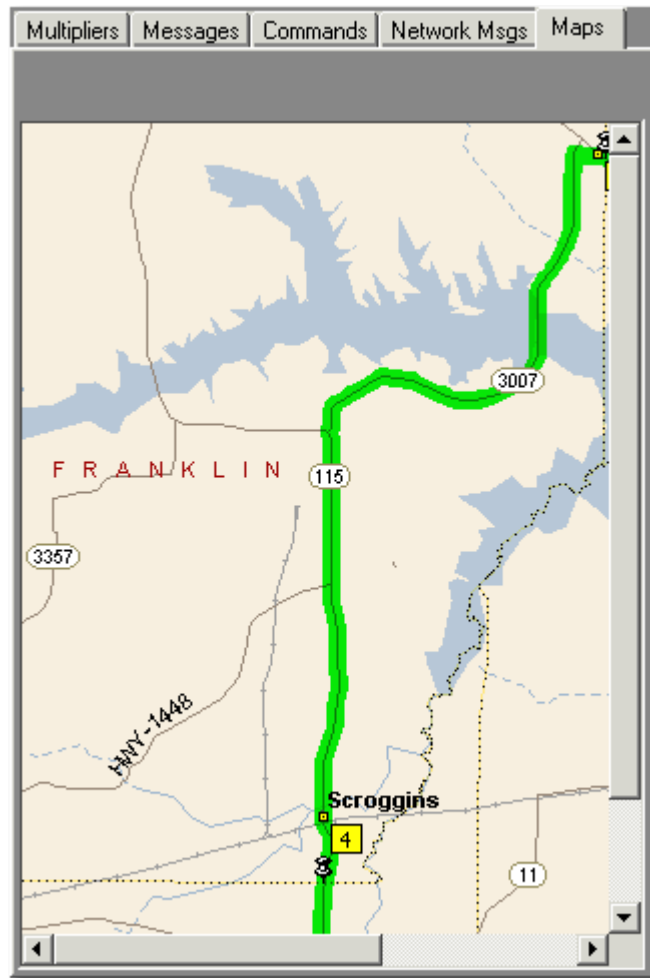 Multipliers Messages Commands Network Msgs Maps
3007
FRANKLIN
115
3357
HWY-1448
Scroggins
4
11